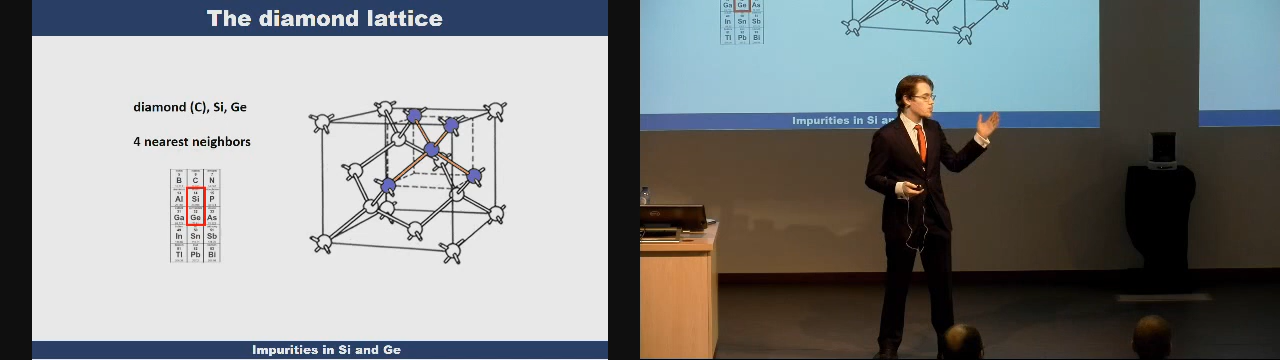 The diamond lattice
diamond (C), Si, Ge
4 nearest neighbors
B C N
Al Si P
Ga Ge As
In Sn Sb
Tl Pb Bi
Impurities in Si and Ge
Ga Ge As
In Sn Sb
Tl Pb Bi
Impurities in Si an